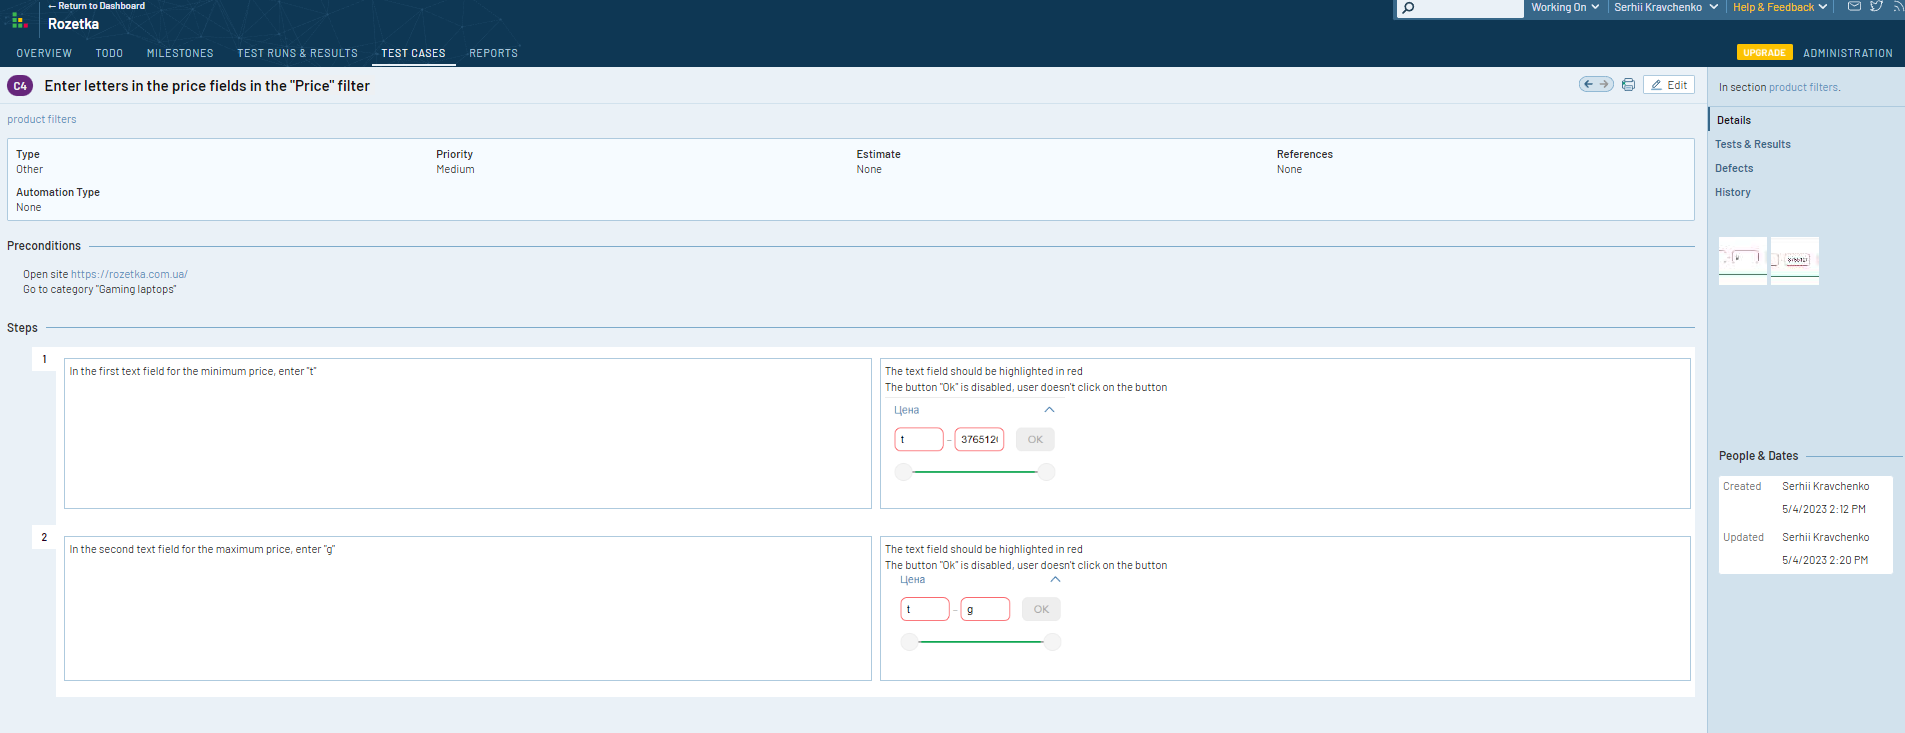 ← Return to Dashboard
Rozetka
Working On
Serhii Kravchenko
Help & Feedback
OVERVIEW TODO MILESTONES TEST RUNS & RESULTS TEST CASES REPORTS
UPGRADE ADMINISTRATION
C4 Enter letters in the price fields in the "Price" filter
Edit
In section product filters.
product filters
Details
Tests & Results
Defects
History
Type
Other
Priority
Medium
Estimate
None
References
None
Automation Type
None
Preconditions
Open site https://rozetka.com.ua/
Go to category "Gaming laptops"
Steps
1
In the first text field for the minimum price, enter "t"
The text field should be highlighted in red
The button "Ok" is disabled, user doesn't click on the button
Цена
t – 376512 OK
2
In the second text field for the maximum price, enter "g"
The text field should be highlighted in red
The button "Ok" is disabled, user doesn't click on the button
Цена
t – g OK
People & Dates
Created Serhii Kravchenko
5/4/2023 2:12 PM
Updated Serhii Kravchenko
5/4/2023 2:20 PM